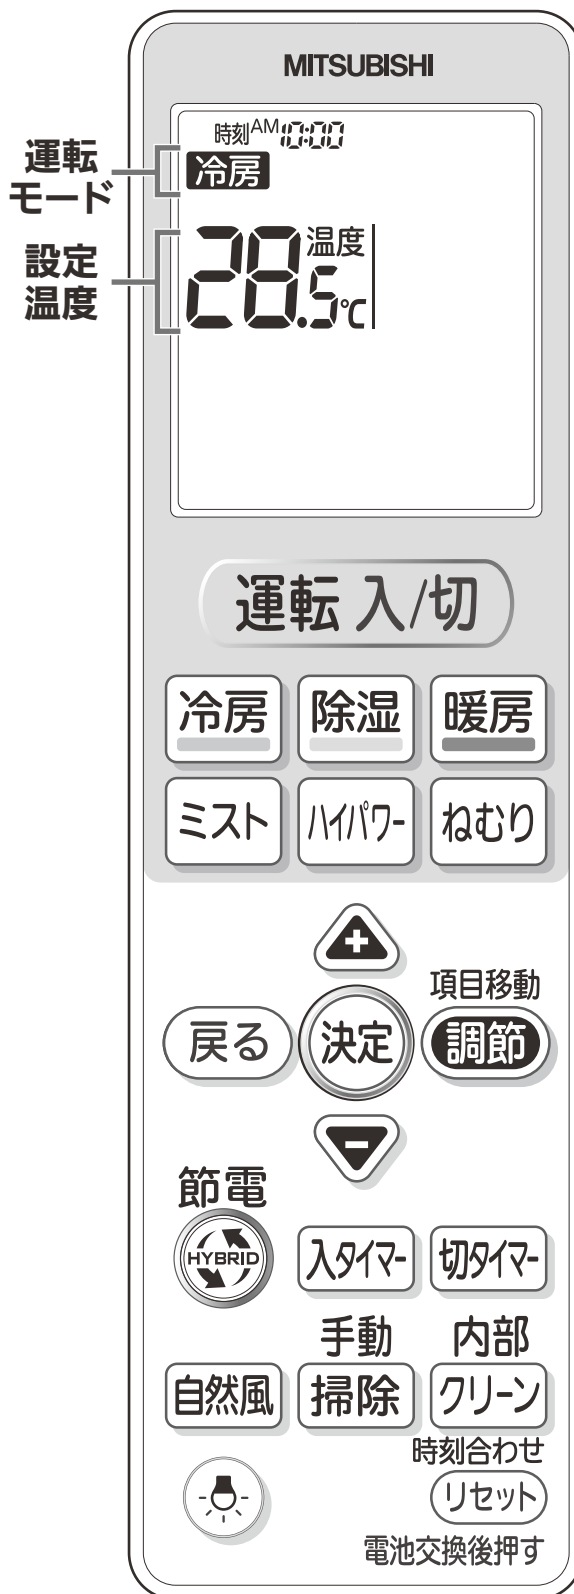 MITSUBISHI
時刻 AM 10:00
運転
モード
冷房
設定
温度
28.5℃ 温度
運転 入/切
冷房 除湿 暖房
ミスト ハイパワー ねむり
+
項目移動
戻る 決定 調節
-
節電
HYBRID 入タイマー 切タイマー
手動 内部
自然風 掃除 クリーン
時刻合わせ
リセット
電池交換後押す